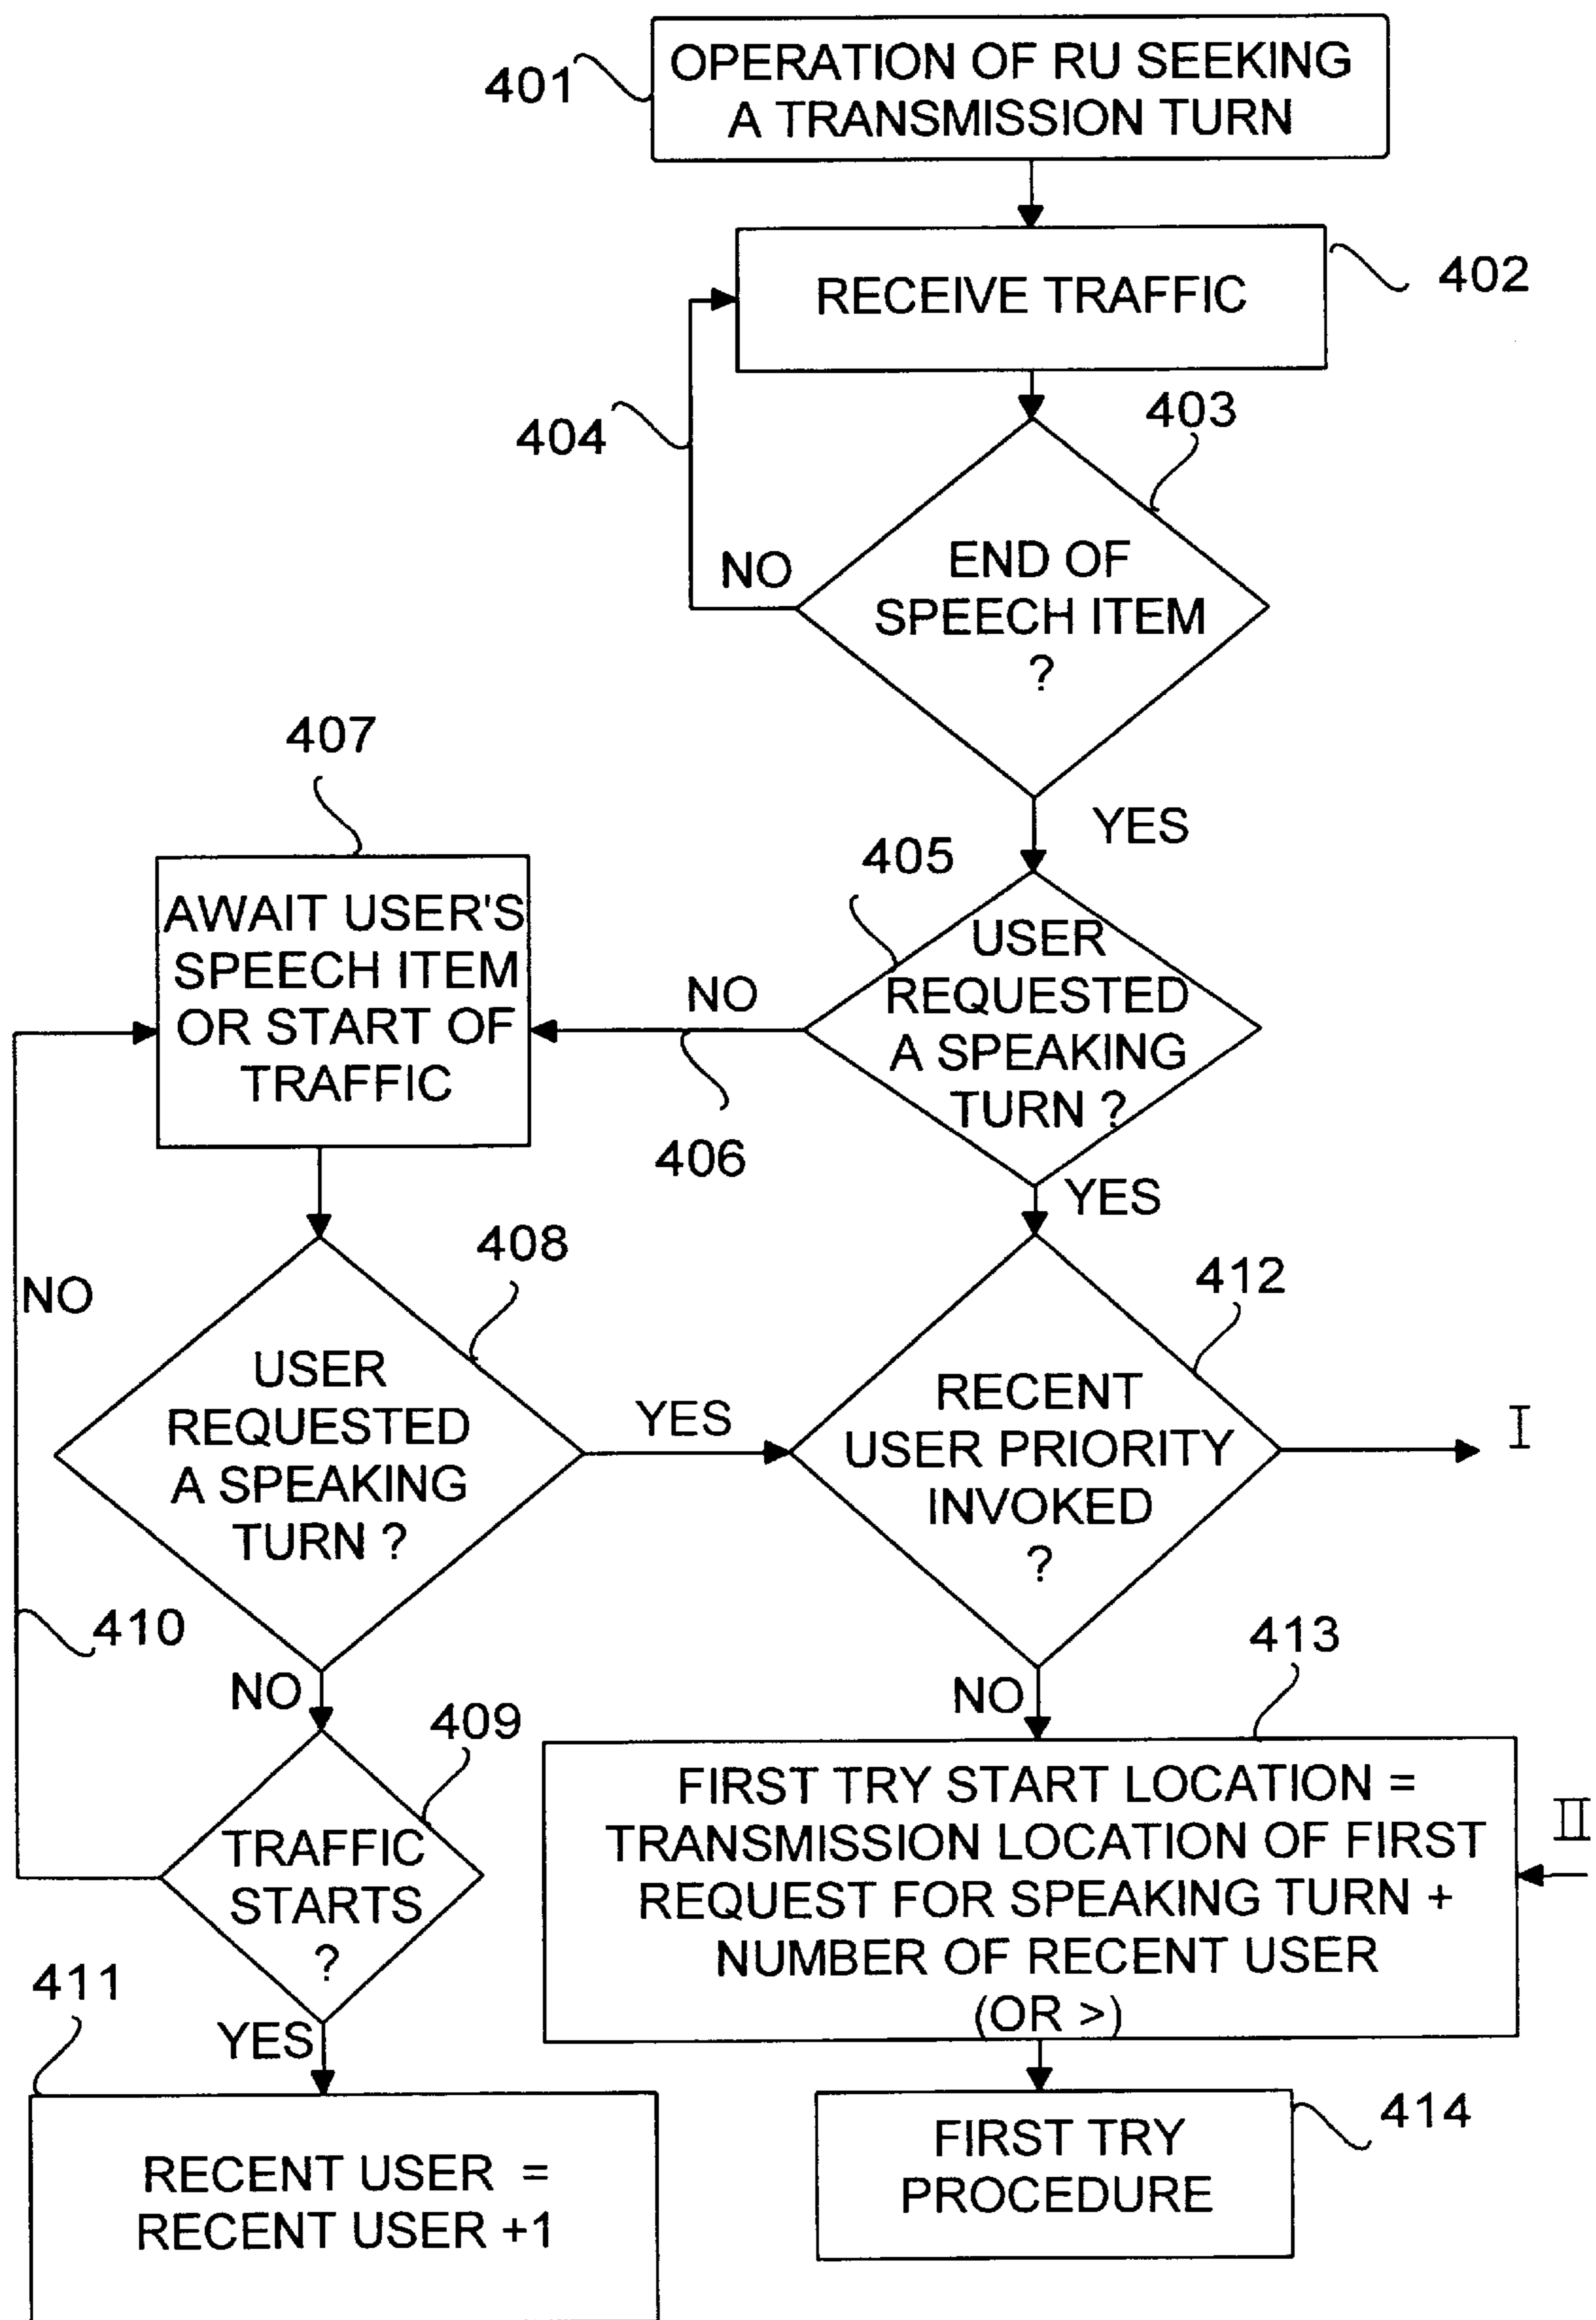 401
OPERATION OF RU SEEKING
A TRANSMISSION TURN
RECEIVE TRAFFIC
402
404
403
NO
END OF
SPEECH ITEM
?
YES
407
405
AWAIT USER'S
SPEECH ITEM
OR START OF
TRAFFIC
NO
406
USER
REQUESTED
A SPEAKING
TURN ?
YES
408
412
NO
USER
REQUESTED
A SPEAKING
TURN ?
YES
RECENT
USER PRIORITY
INVOKED
?
I
410
NO
409
NO
413
TRAFFIC
STARTS
?
FIRST TRY START LOCATION =
TRANSMISSION LOCATION OF FIRST
REQUEST FOR SPEAKING TURN +
NUMBER OF RECENT USER
(OR >)
II
411
YES
RECENT USER =
RECENT USER +1
FIRST TRY
PROCEDURE
414